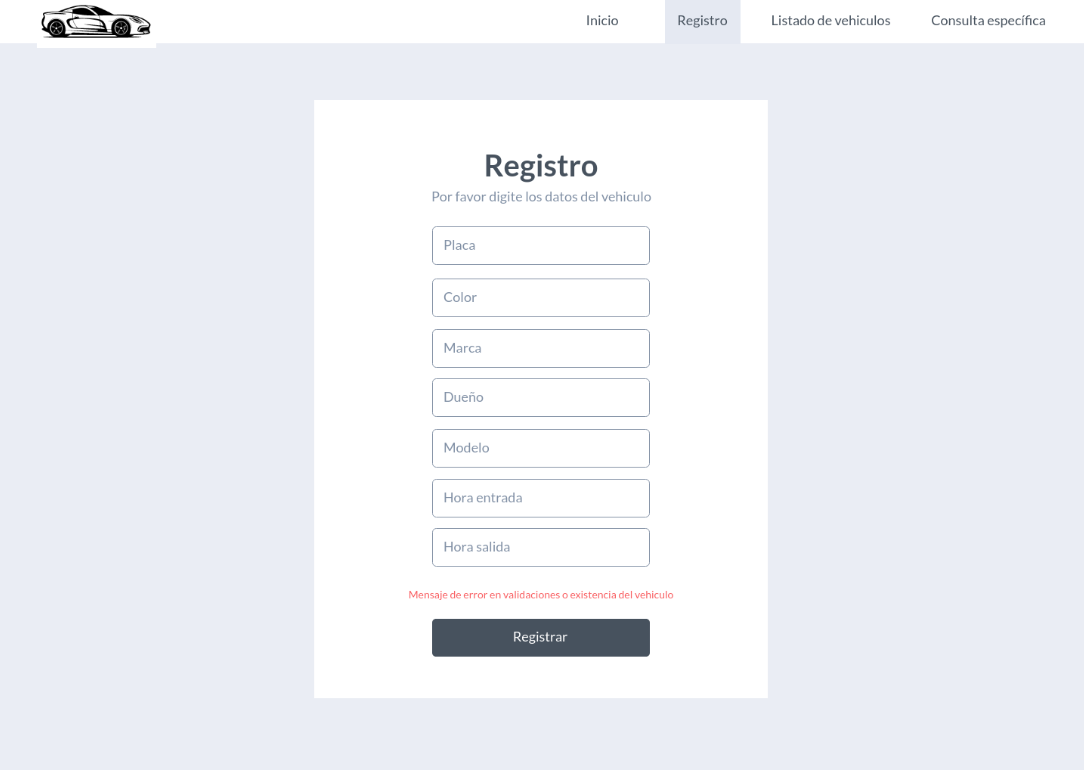 Inicio
Registro
Listado de vehiculos
Consulta específica
Registro
Por favor digite los datos del vehiculo
Placa
Color
Marca
Dueño
Modelo
Hora entrada
Hora salida
Mensaje de error en validaciones o existencia del vehiculo
Registrar